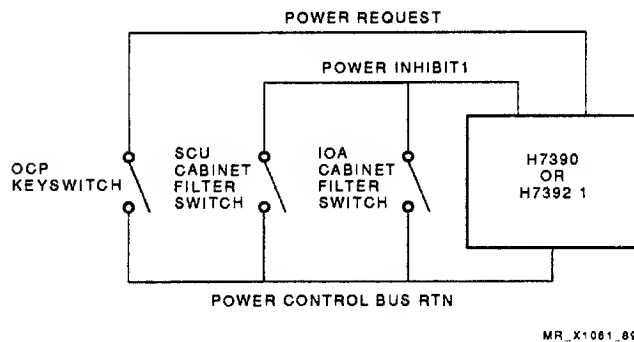 POWER REQUEST
POWER INHIBIT1
OCP
KEYSWITCH
SCU
CABINET
FILTER
SWITCH
IOA
CABINET
FILTER
SWITCH
H7390
OR
H7392 1
POWER CONTROL BUS RTN
MR_X1061_89